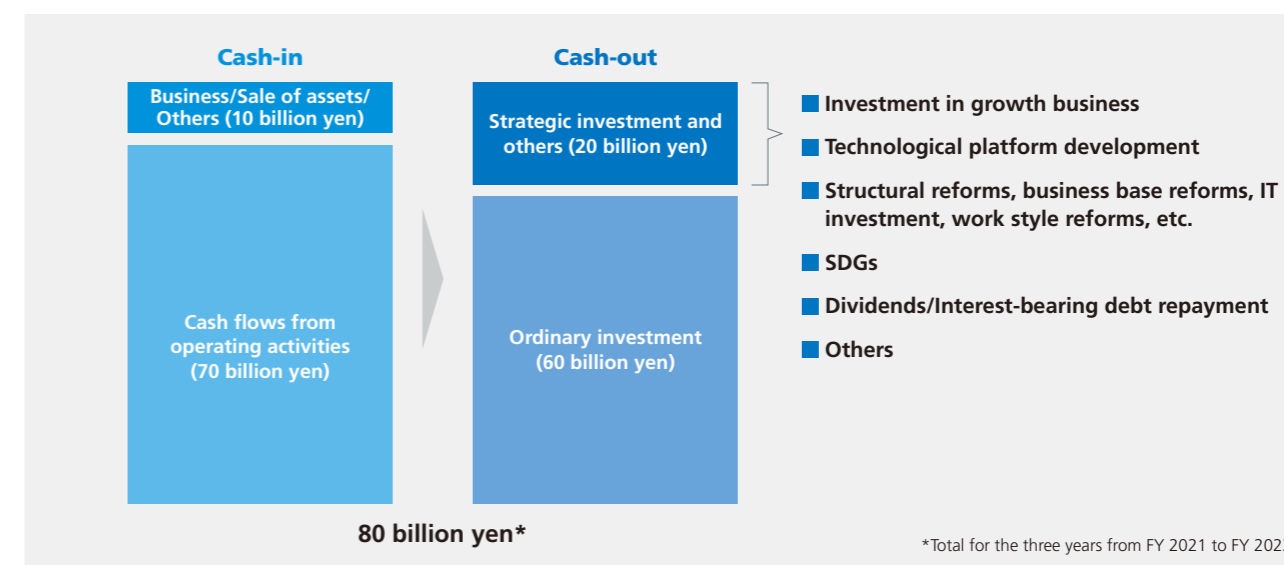 Cash-in
Business/Sale of assets/
Others (10 billion yen)
Cash flows from
operating activities
(70 billion yen)
Cash-out
Strategic investment and
others (20 billion yen)
Ordinary investment
(60 billion yen)
Investment in growth business
Technological platform development
Structural reforms, business base reforms, IT
investment, work style reforms, etc.
SDGs
Dividends/Interest-bearing debt repayment
Others
80 billion yen*
*Total for the three years from FY 2021 to FY